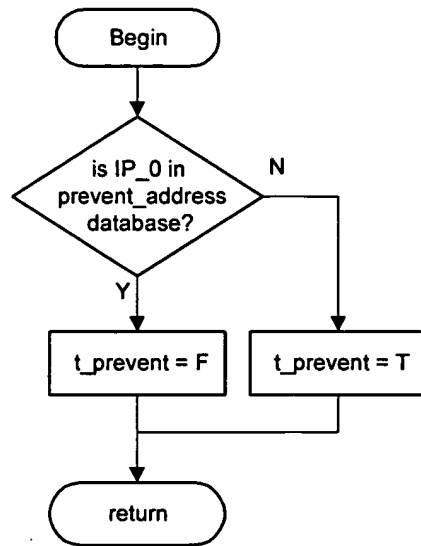 Begin
is IP_0 in
prevent_address
database?
N
Y
t_prevent = F
t_prevent = T
return